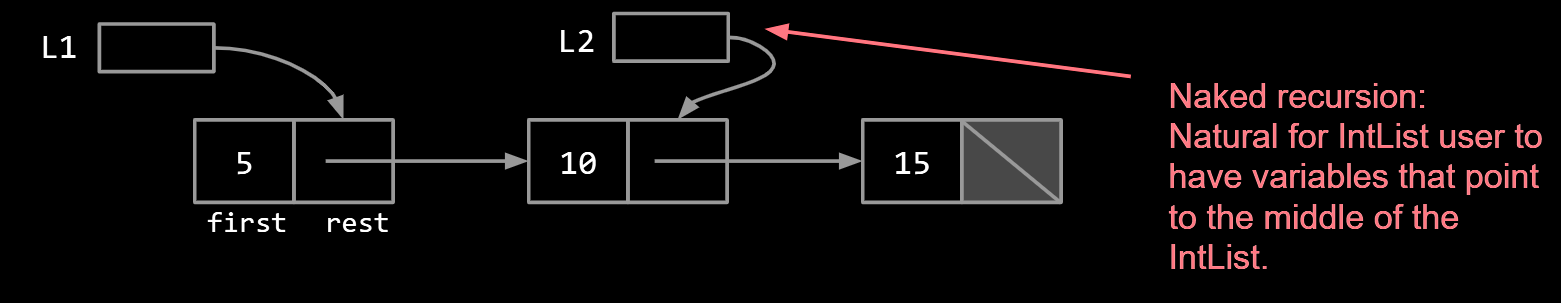 L1
L2
Naked recursion:
Natural for IntList user to
have variables that point
to the middle of the
IntList.
5
10
15
first rest